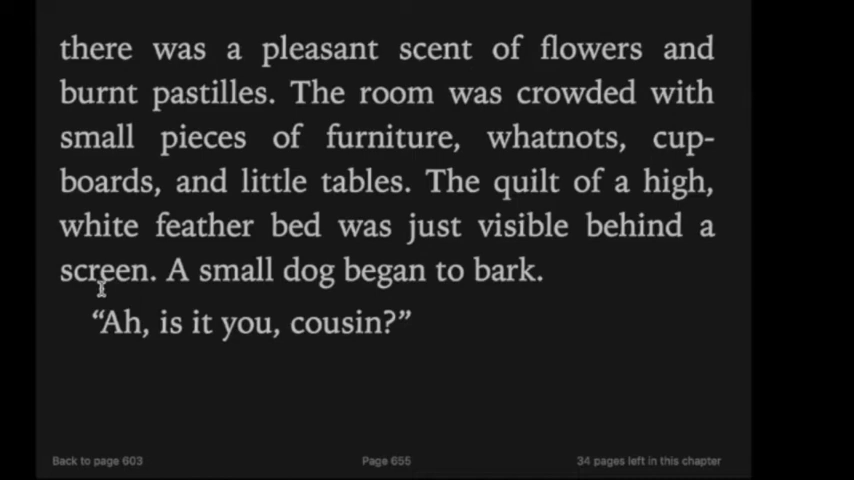 there was a pleasant scent of flowers and
burnt pastilles. The room was crowded with
small pieces of furniture, whatnots, cup-
boards, and little tables. The quilt of a high,
white feather bed was just visible behind a
screen. A small dog began to bark.
“Ah, is it you, cousin?”
Back to page 603
Page 655
34 pages left in this chapter